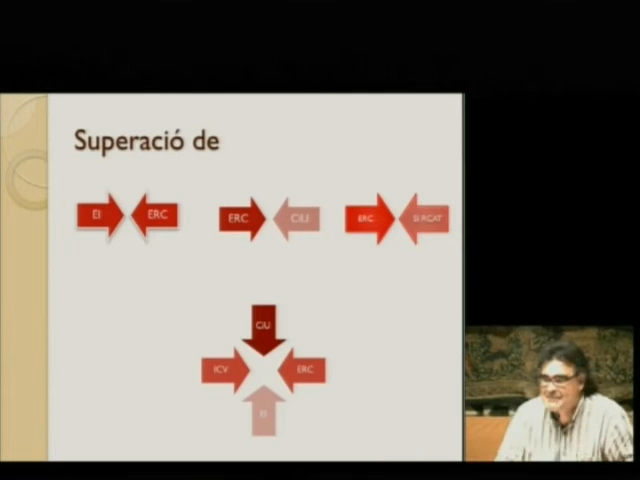 Superació de
EI
ERC
ERC
CiU
ERC
SI RCAT
CiU
ICV
ERC
EI